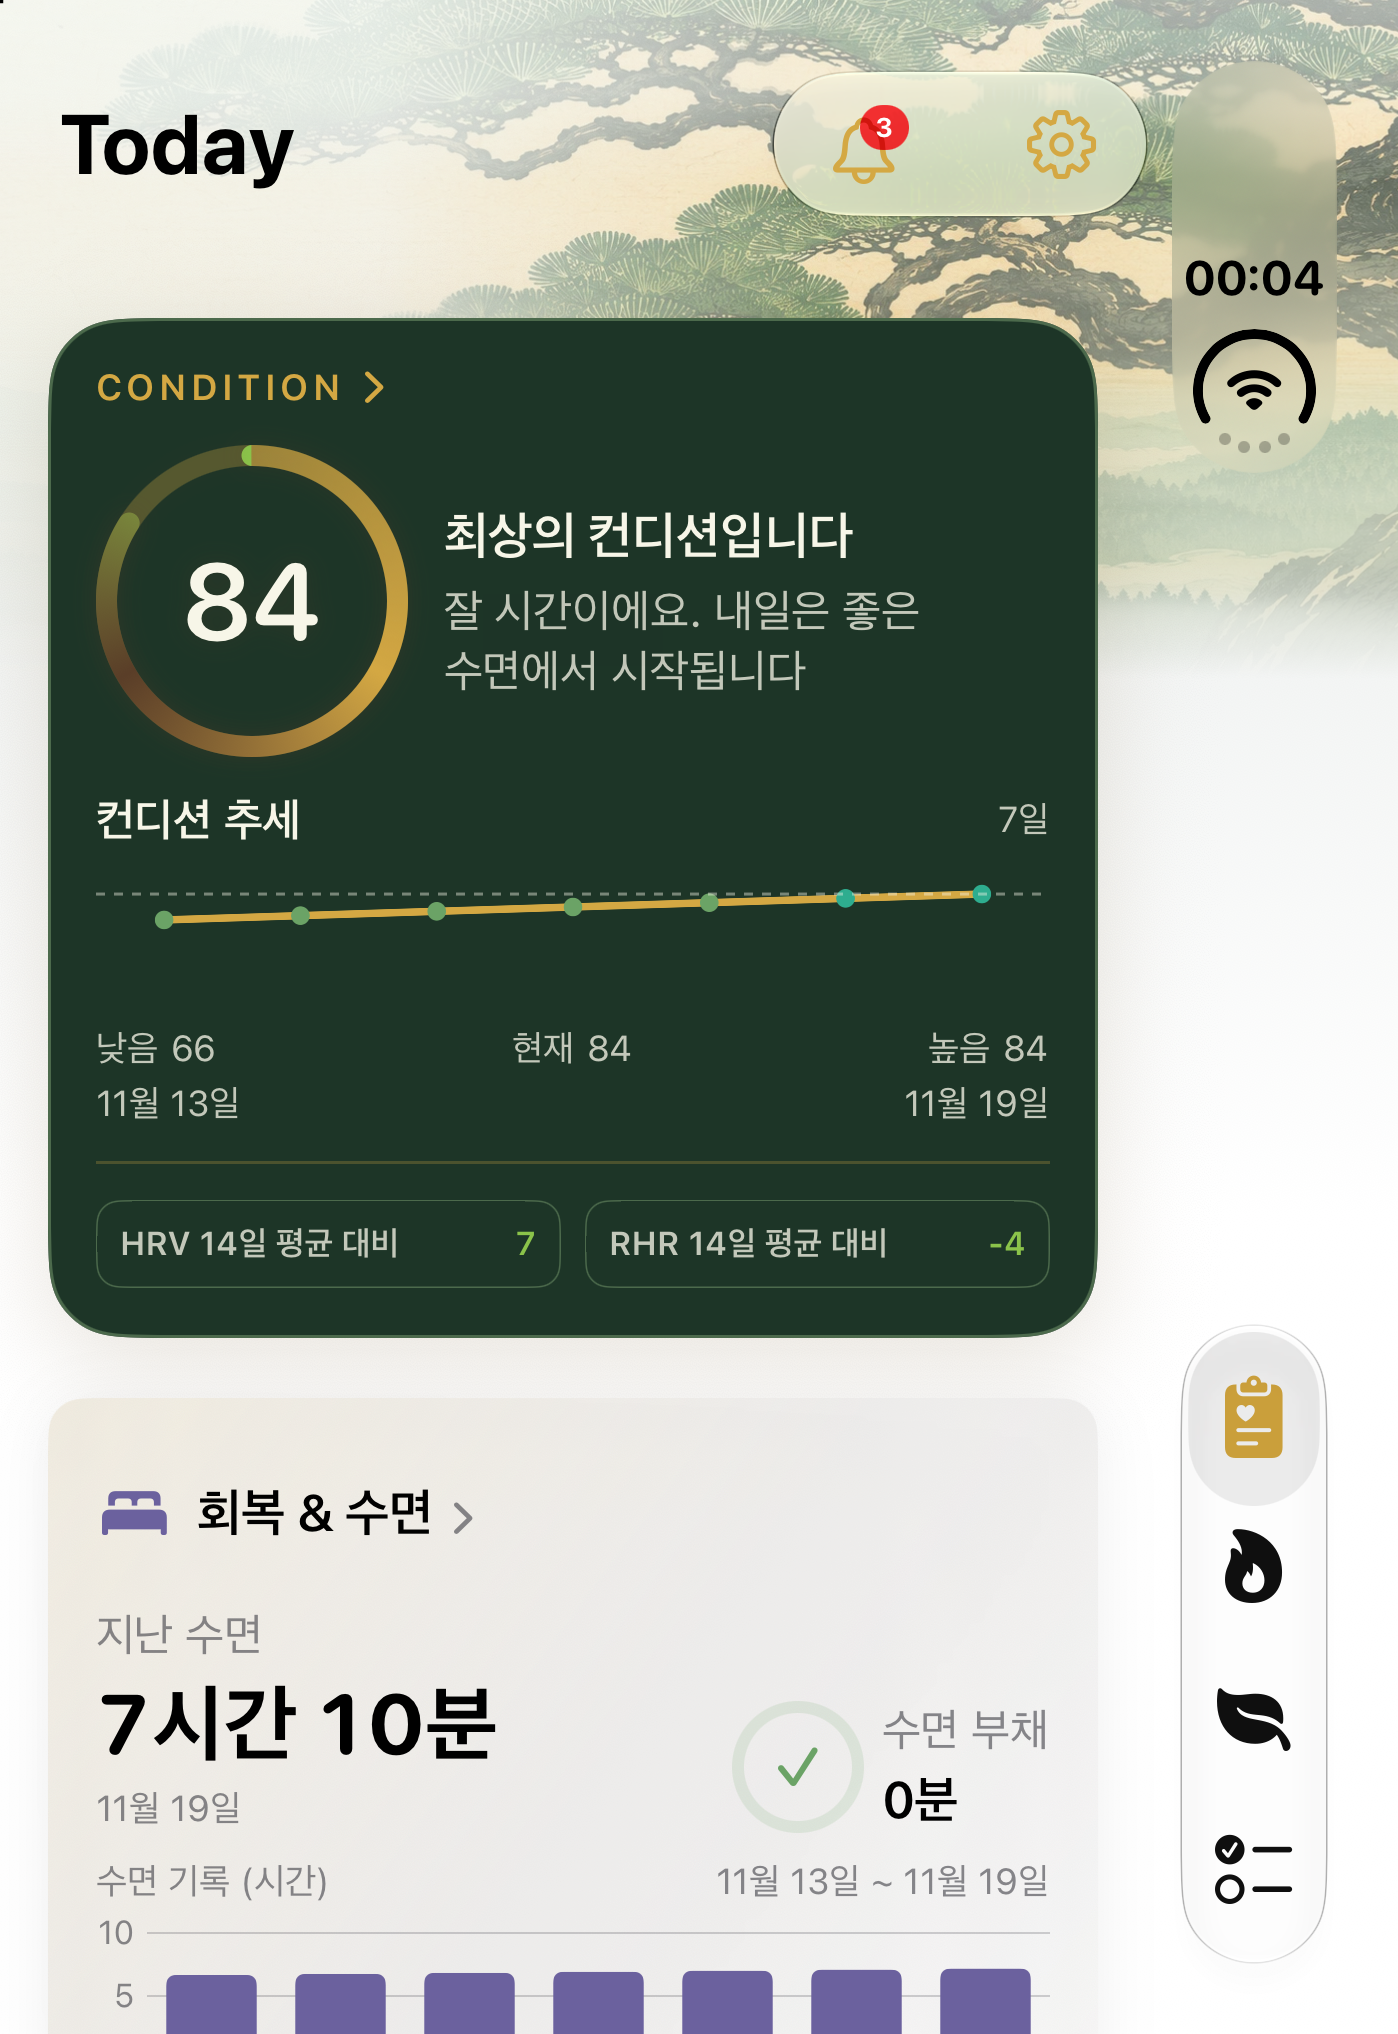 Today
3
00:04
CONDITION
84
최상의 컨디션입니다
잘 시간이에요. 내일은 좋은
수면에서 시작됩니다
컨디션 추세
7일
낮음 66
현재 84
높음 84
11월 13일
11월 19일
HRV 14일 평균 대비 7
RHR 14일 평균 대비 -4
회복 & 수면
지난 수면
7시간 10분
11월 19일
수면 부채
0분
수면 기록 (시간)
11월 13일 ~ 11월 19일
10
5